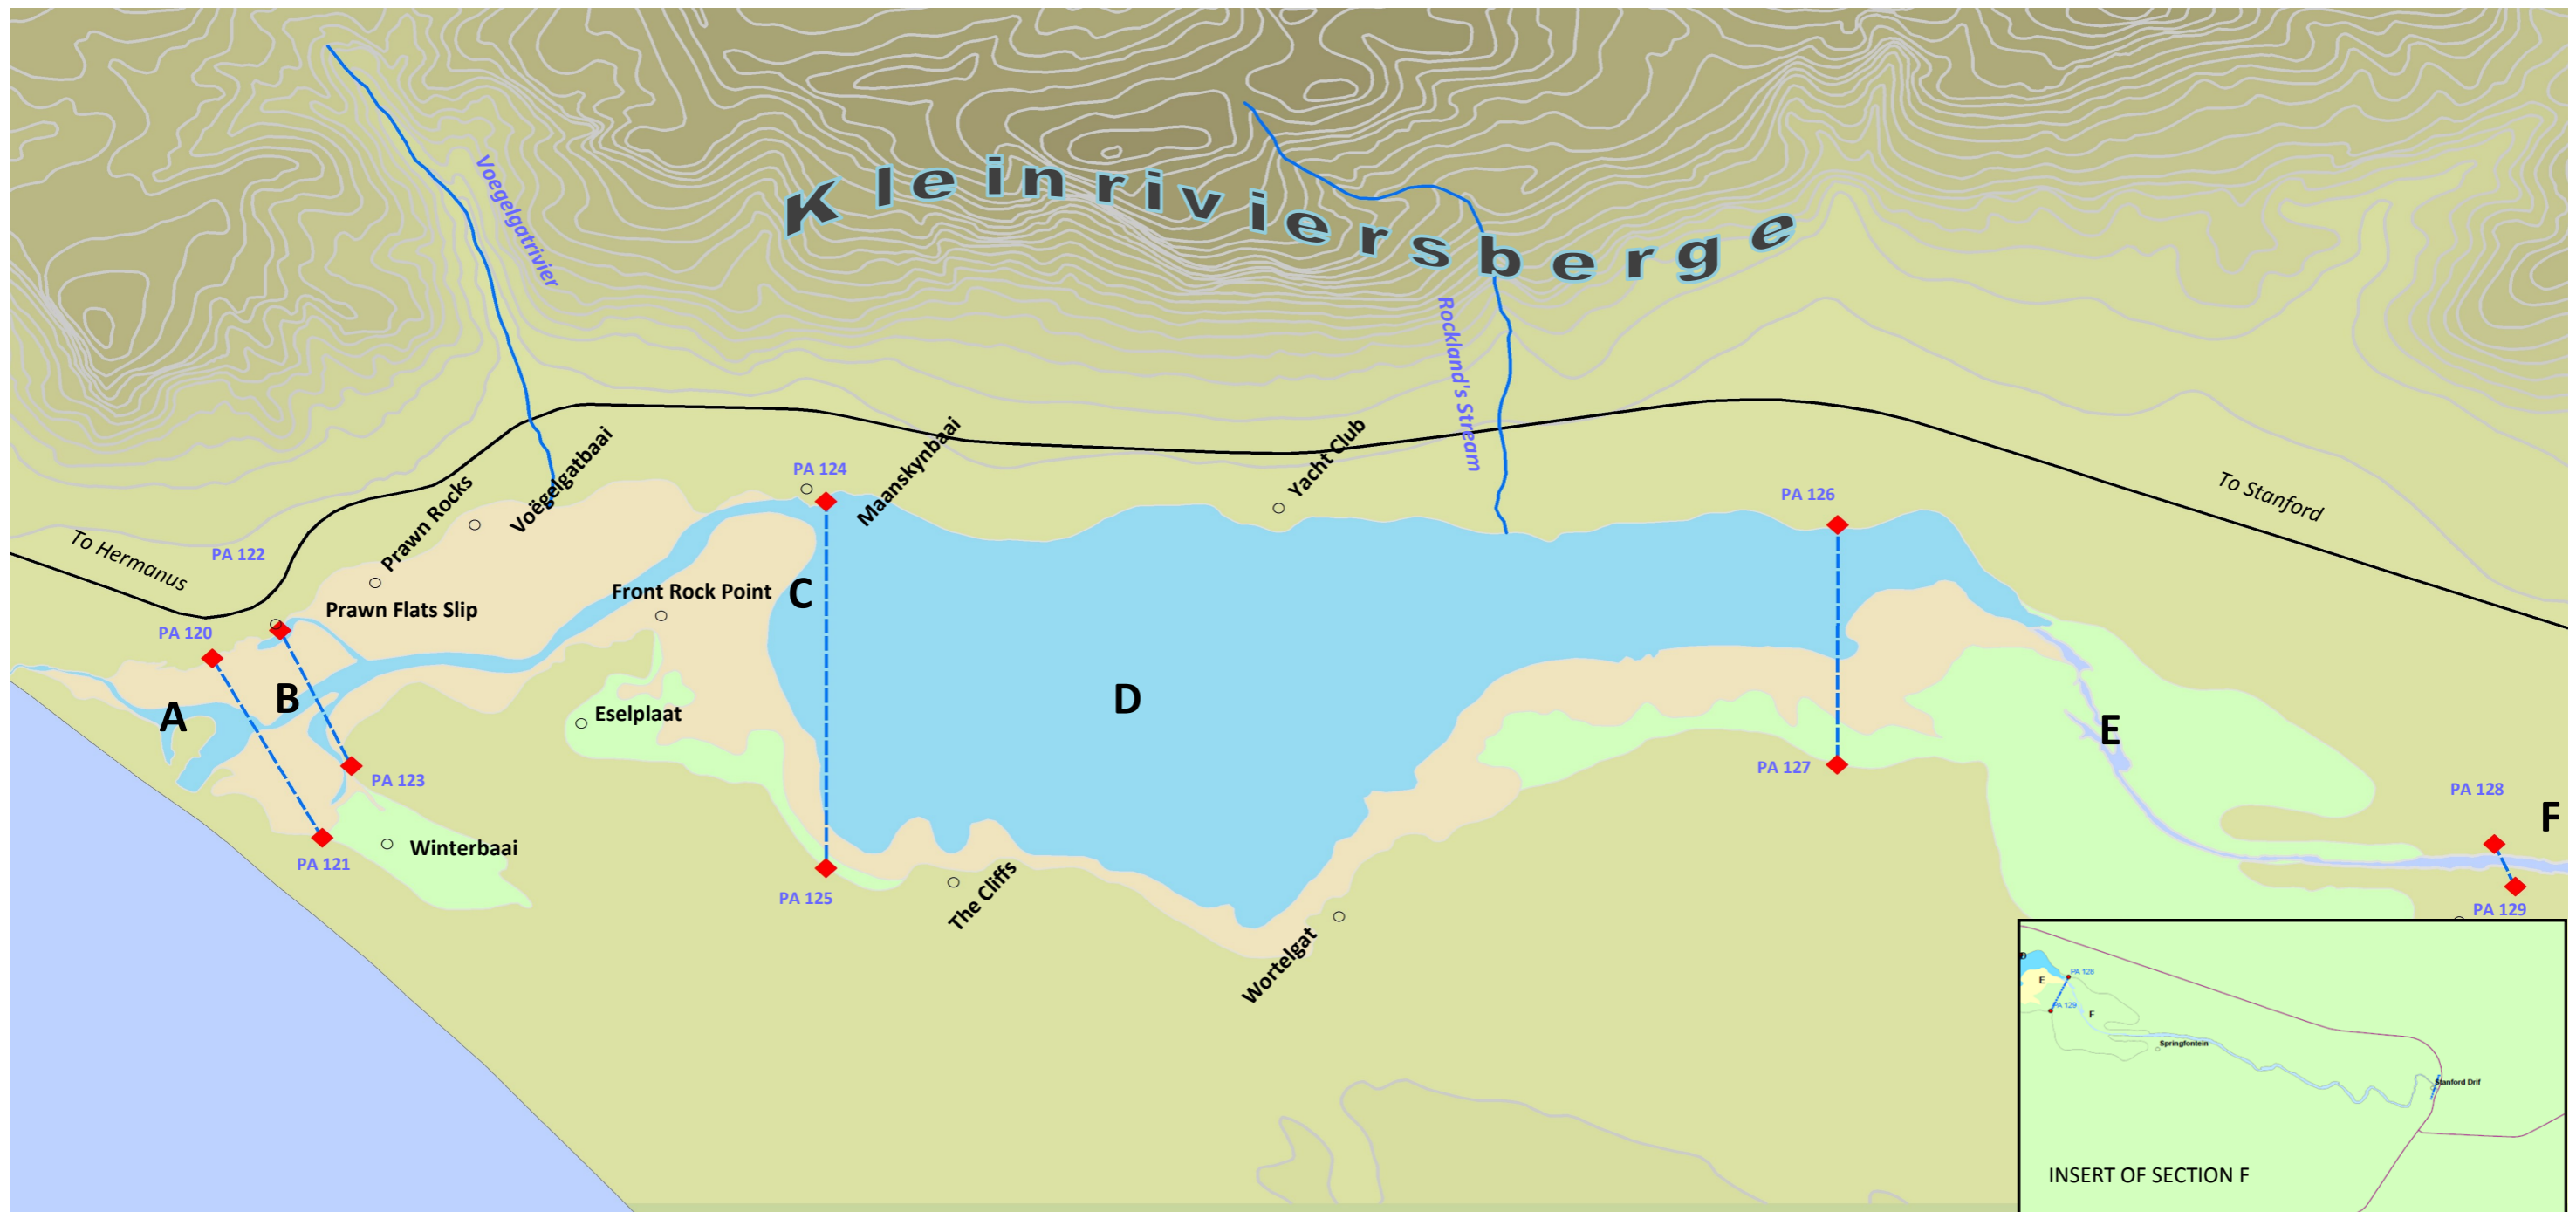 Kleinriviersberge
Voëgelgatrivier
Rockland's Stream
Maanskynbaai
Yacht Club
Voëgelgatbaai
Prawn Rocks
PA 124
PA 126
To Stanford
To Hermanus
PA 122
Prawn Flats Slip
Front Rock Point
C
PA 120
B
A
D
E
Eselplaat
PA 123
PA 127
PA 128
F
Winterbaai
PA 121
PA 125
The Cliffs
Wortelgat
PA 129
D
E
PA 128
PA 129
F
Springfontein
Stanford Drif
INSERT OF SECTION F